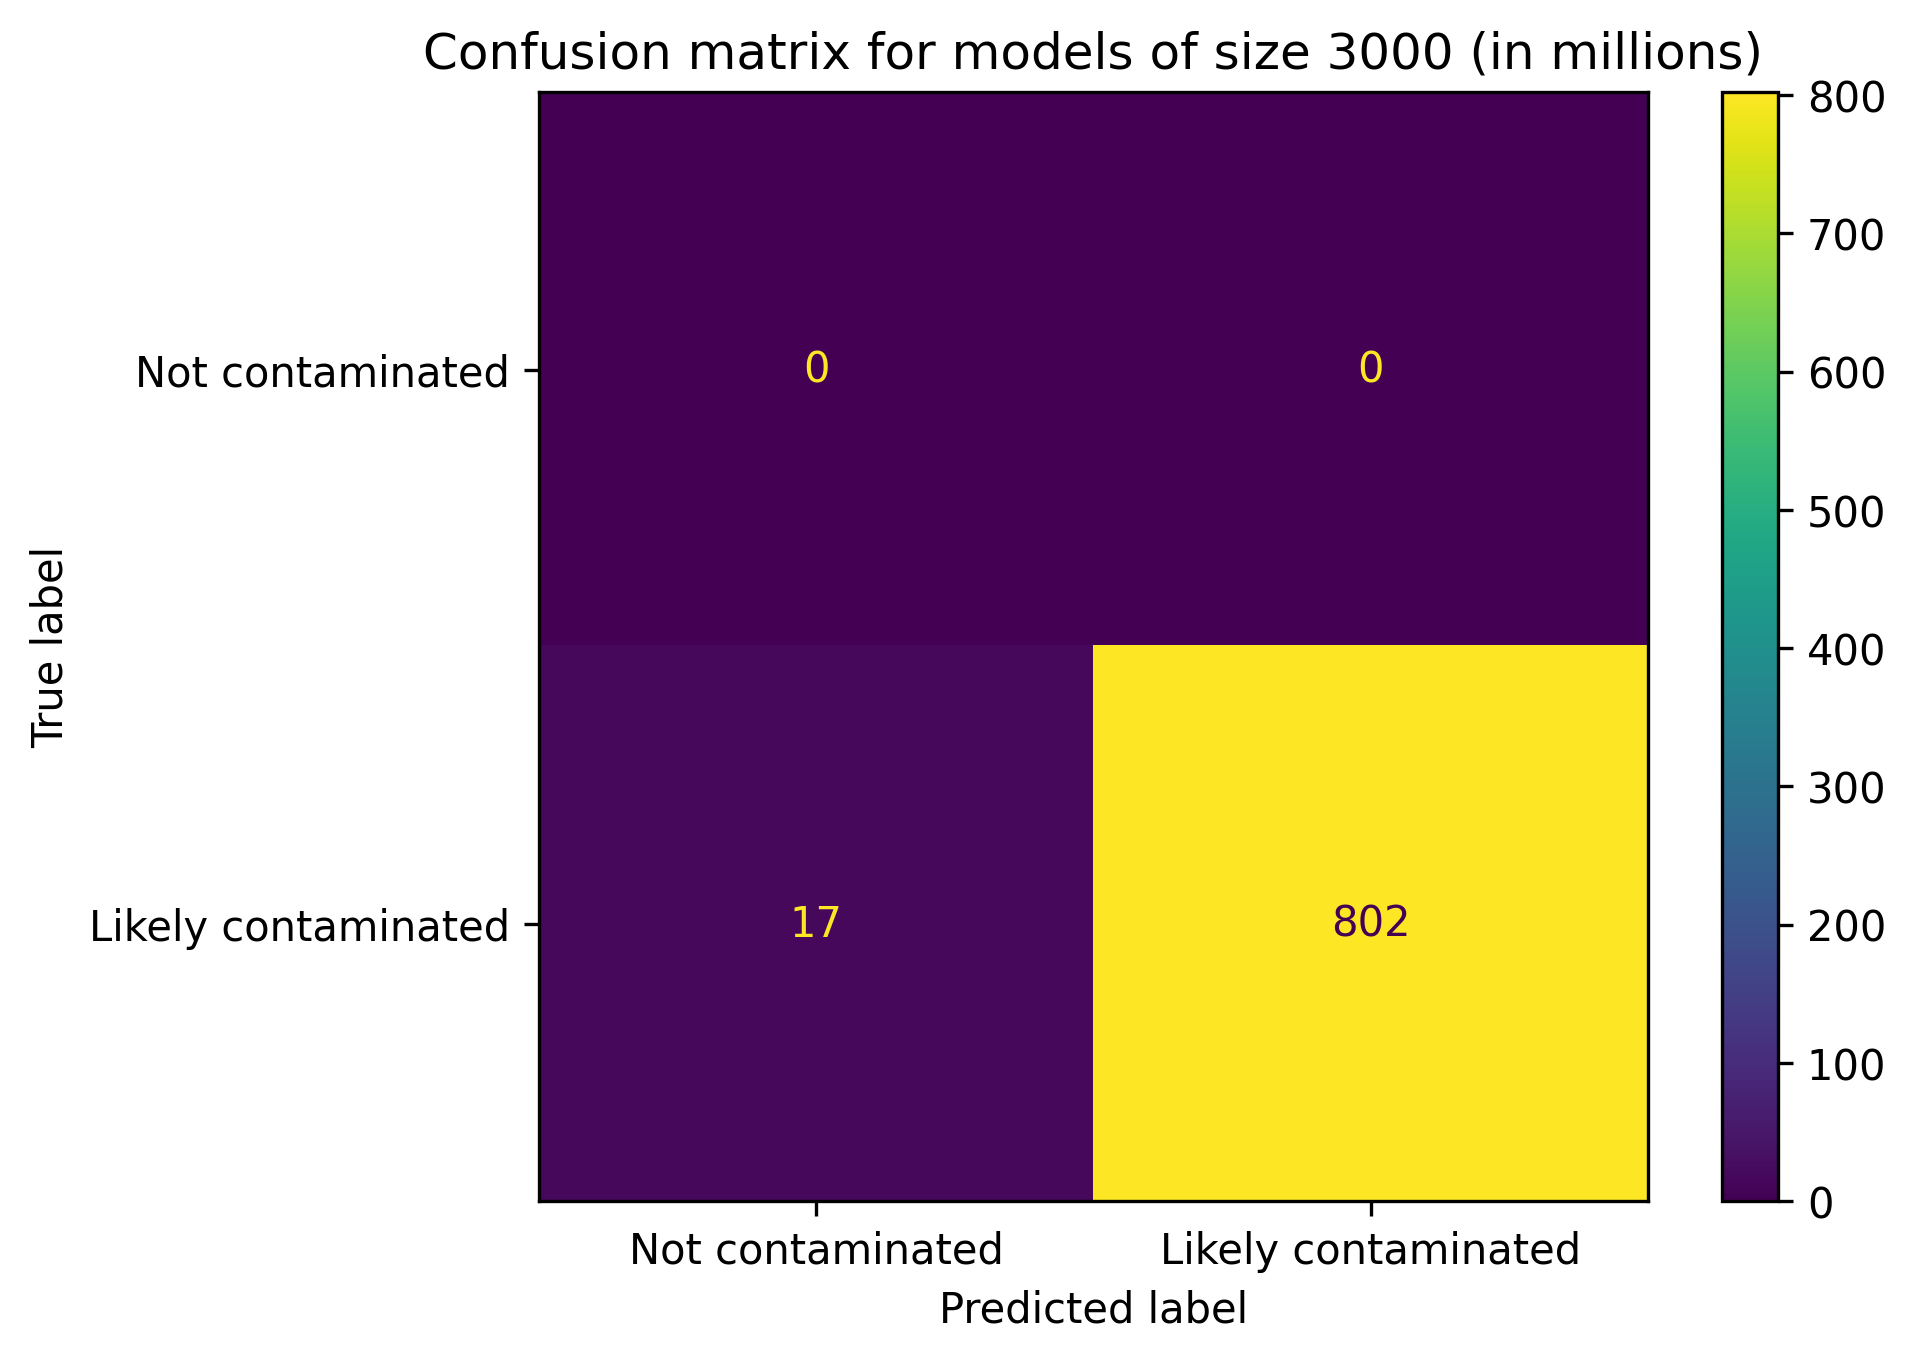 Confusion matrix for models of size 3000 (in millions)
800
700
600
500
400
300
200
100
0
True label
Not contaminated
0
0
Likely contaminated
17
802
Not contaminated
Likely contaminated
Predicted label